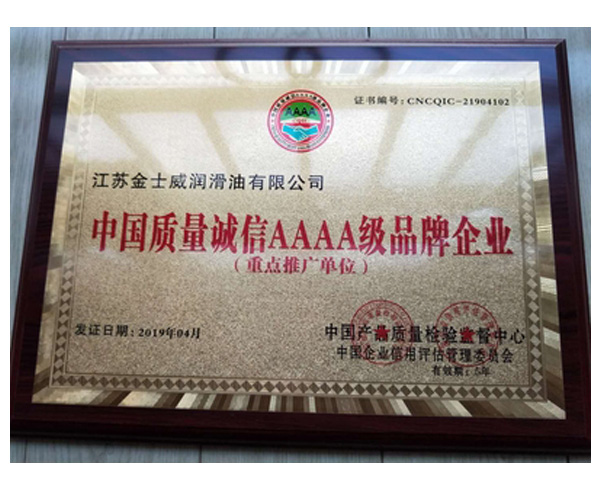 证书编号: CNCQIC-21904102
AAAA
江苏金士威润滑油有限公司
中国质量诚信AAAA级品牌企业
(重点推广单位)
发证日期: 2019年04月
中国产品质量检验监督中心
中国企业信用评估管理委员会
有效期: